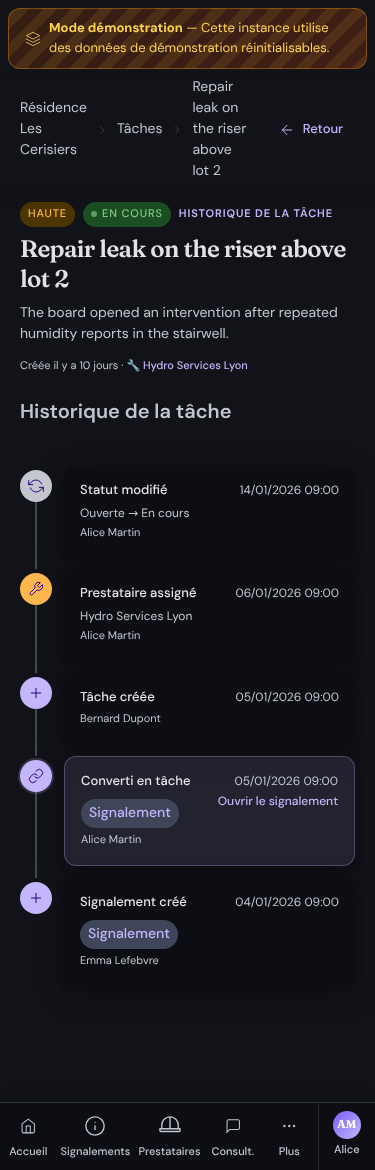 Mode démonstration — Cette instance utilise
des données de démonstration réinitialisables.
Résidence
Les
Cerisiers
Tâches
Repair
leak on
the riser
above
lot 2
Retour
HAUTE
EN COURS
HISTORIQUE DE LA TÂCHE
Repair leak on the riser above
lot 2
The board opened an intervention after repeated
humidity reports in the stairwell.
Créée il y a 10 jours · 🔧 Hydro Services Lyon
Historique de la tâche
Statut modifié 14/01/2026 09:00
Ouverte → En cours
Alice Martin
Prestataire assigné 06/01/2026 09:00
Hydro Services Lyon
Alice Martin
Tâche créée 05/01/2026 09:00
Bernard Dupont
Converti en tâche 05/01/2026 09:00
Signalement Ouvrir le signalement
Alice Martin
Signalement créé 04/01/2026 09:00
Signalement
Emma Lefebvre
AM
Accueil Signalements Prestataires Consult. Plus Alice